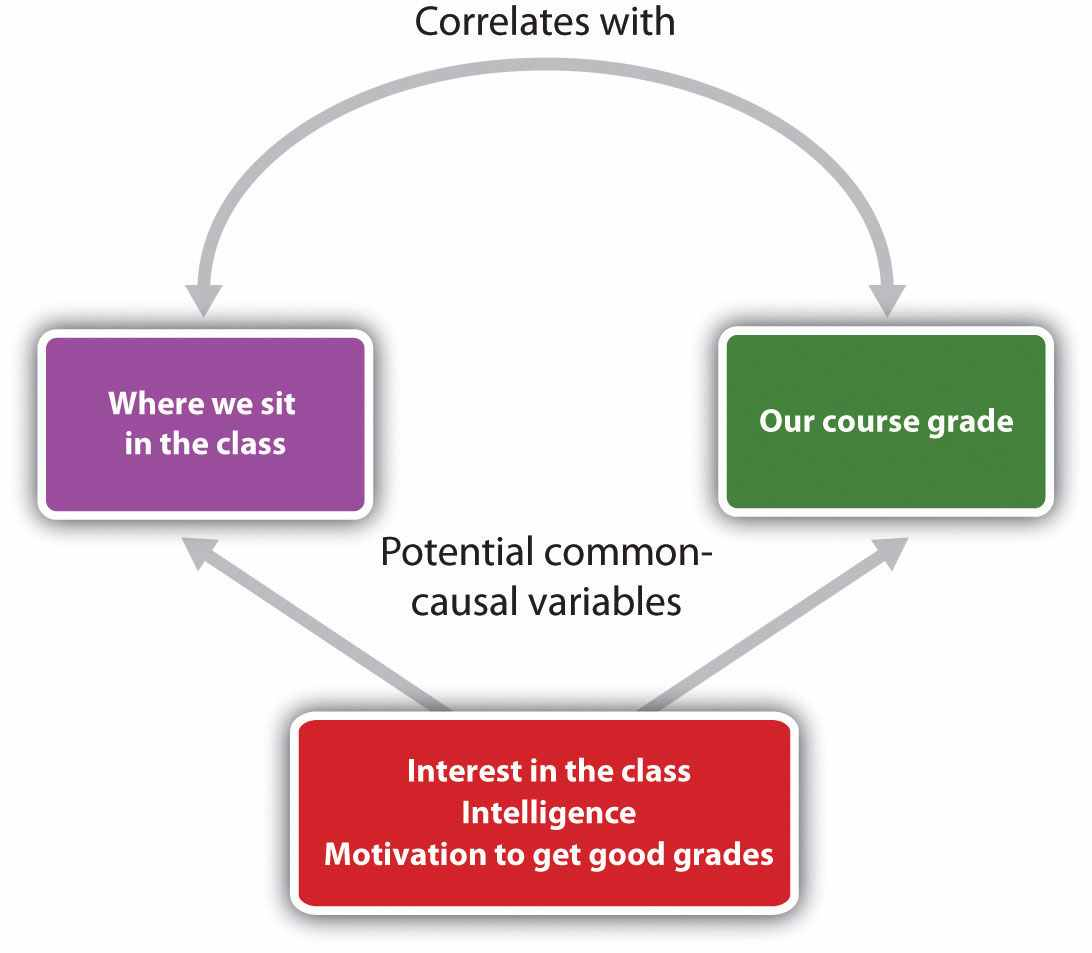 Correlates with
Where we sit
in the class
Our course grade
Potential common-
causal variables
Interest in the class
Intelligence
Motivation to get good grades